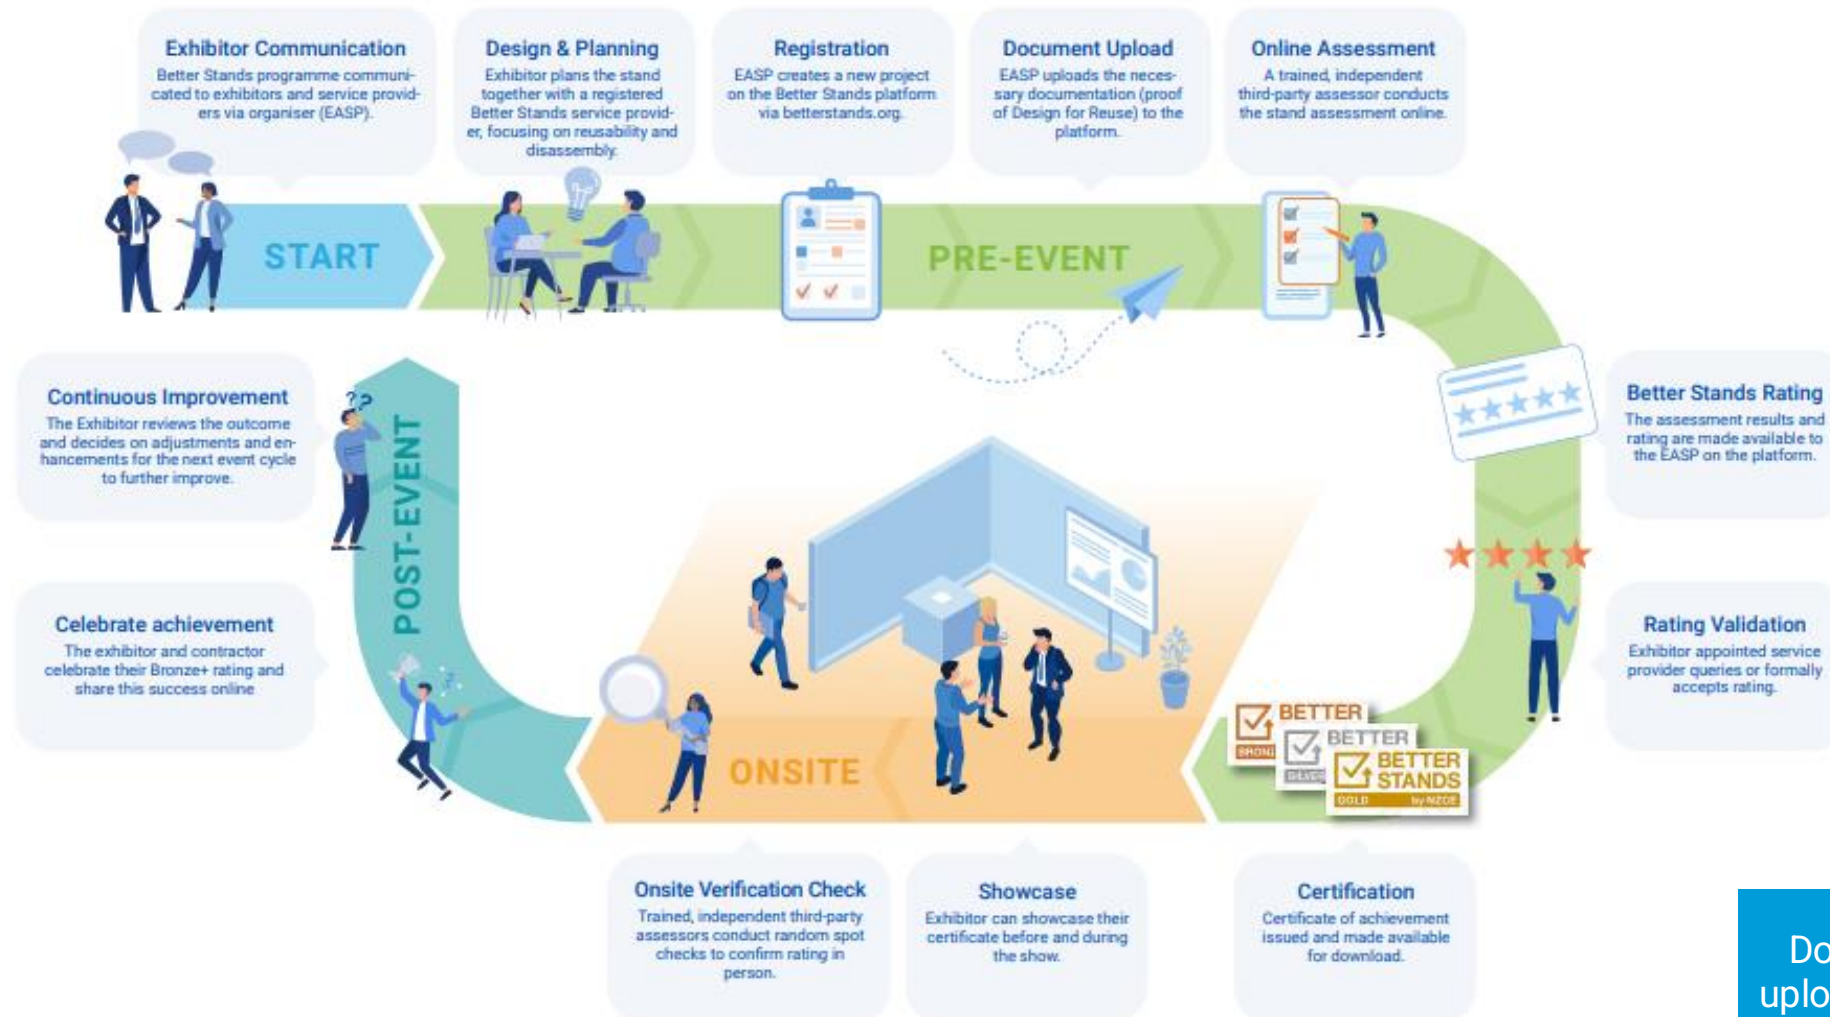 Exhibitor Communication
Better Stands programme communi-
cated to exhibitors and service provid-
ers via organiser (EASP).
Design & Planning
Exhibitor plans the stand
together with a registered
Better Stands service provid-
er, focusing on reusability and
disassembly.
Registration
EASP creates a new project
on the Better Stands platform
via betterstands.org.
Document Upload
EASP uploads the neces-
sary documentation (proof
of Design for Reuse) to the
platform.
Online Assessment
A trained, independent
third-party assessor conducts
the stand assessment online.
START
PRE-EVENT
Better Stands Rating
The assessment results and
rating are made available to
the EASP on the platform.
Rating Validation
Exhibitor appointed service
provider queries or formally
accepts rating.
BETTER
BRONZ
BETTER
SILVER
BETTER
STANDS
GOLD by NZCE
Certification
Certificate of achievement
issued and made available
for download.
Showcase
Exhibitor can showcase their
certificate before and during
the show.
ONSITE
Onsite Verification Check
Trained, independent third-party
assessors conduct random spot
checks to confirm rating in
person.
POST-EVENT
Celebrate achievement
The exhibitor and contractor
celebrate their Bronze+ rating and
share this success online
Continuous Improvement
The Exhibitor reviews the outcome
and decides on adjustments and en-
hancements for the next event cycle
to further improve.
??
Do
uplo